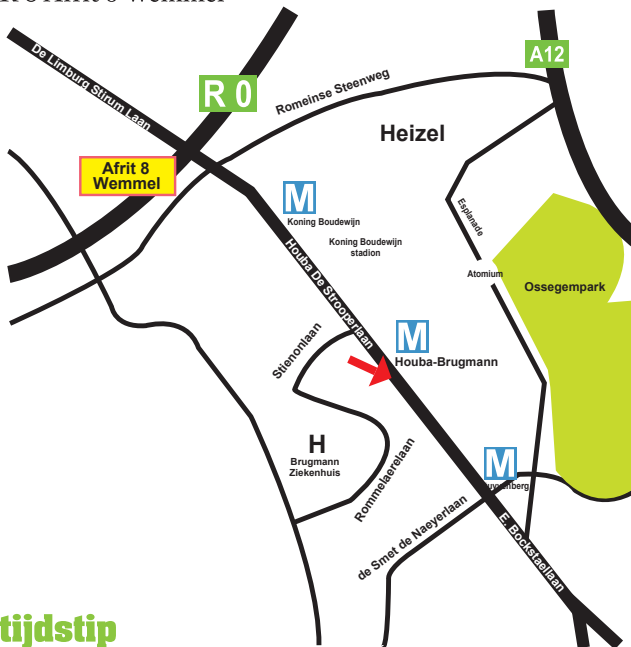 De Limburg Stirum Laan
R 0
A12
Romeinse Steenweg
Heizel
Afrit 8
Wemmel
M
Koning Boudewijn
Koning Boudewijn
stadion
Esplanade
Atomium
Ossegempark
Houba De Strooperlaan
M
Houba-Brugmann
Stienonlaan
H
Brugmann
Ziekenhuis
Rommelaerelaan
M
de Smet de Naeyerlaan
E. Bockstaellaan
tijdstip